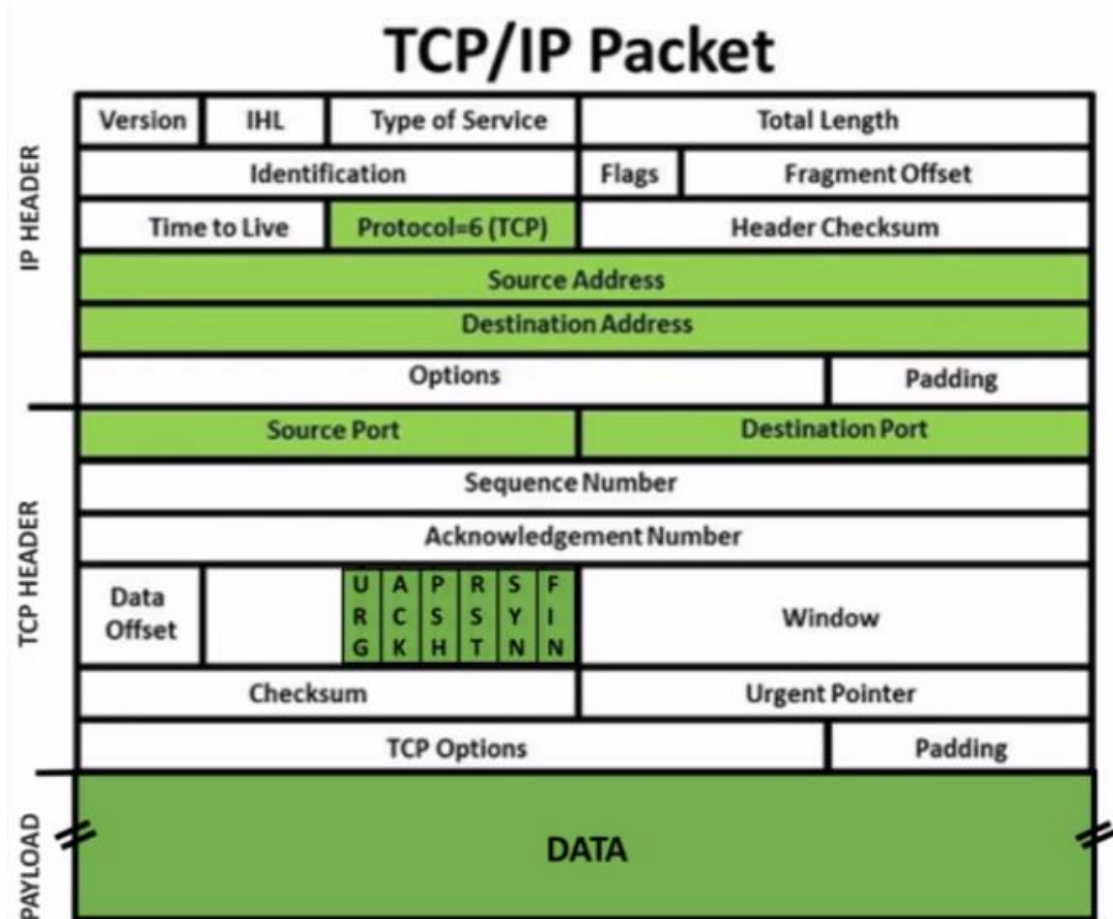 TCP/IP Packet
Version IHL Type of Service Total Length
IP HEADER
Identification Flags Fragment Offset
Time to Live Protocol=6 (TCP) Header Checksum
Source Address
Destination Address
Options Padding
Source Port Destination Port
TCP HEADER
Sequence Number
Acknowledgement Number
Data Offset URG ACK PSH RST SYN FIN Window
Checksum Urgent Pointer
TCP Options Padding
PAYLOAD
DATA